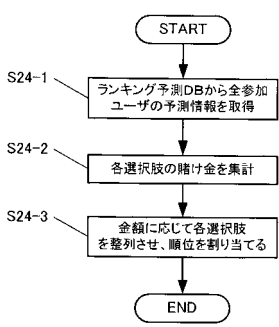 START
S24-1
ランキング予測DBから全参加
ユーザの予測情報を取得
S24-2
各選択肢の賭け金を集計
S24-3
金額に応じて各選択肢
を整列させ、順位を割り当てる
END